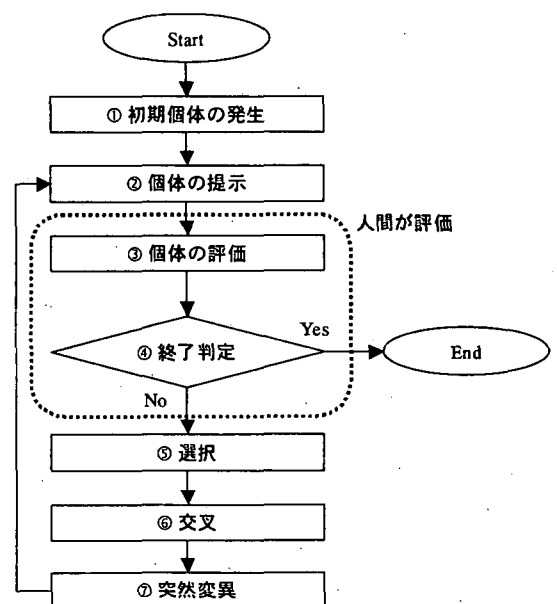 Start
① 初期個体の発生
② 個体の提示
人間が評価
③ 個体の評価
Yes
④ 終了判定
End
No
⑤ 選択
⑥ 交叉
⑦ 突然変異